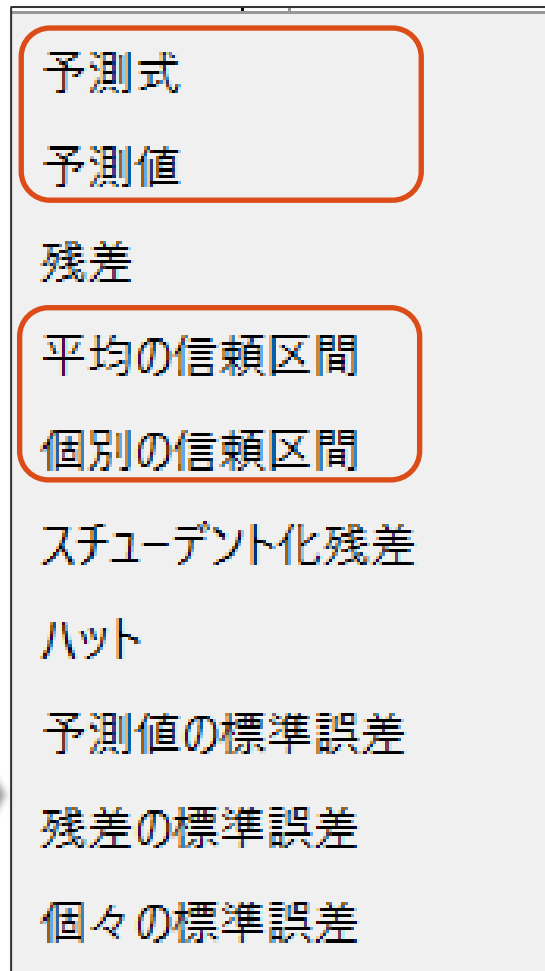 予測式
予測値
残差
平均の信頼区間
個別の信頼区間
スチューデント化残差
ハット
予測値の標準誤差
残差の標準誤差
個々の標準誤差